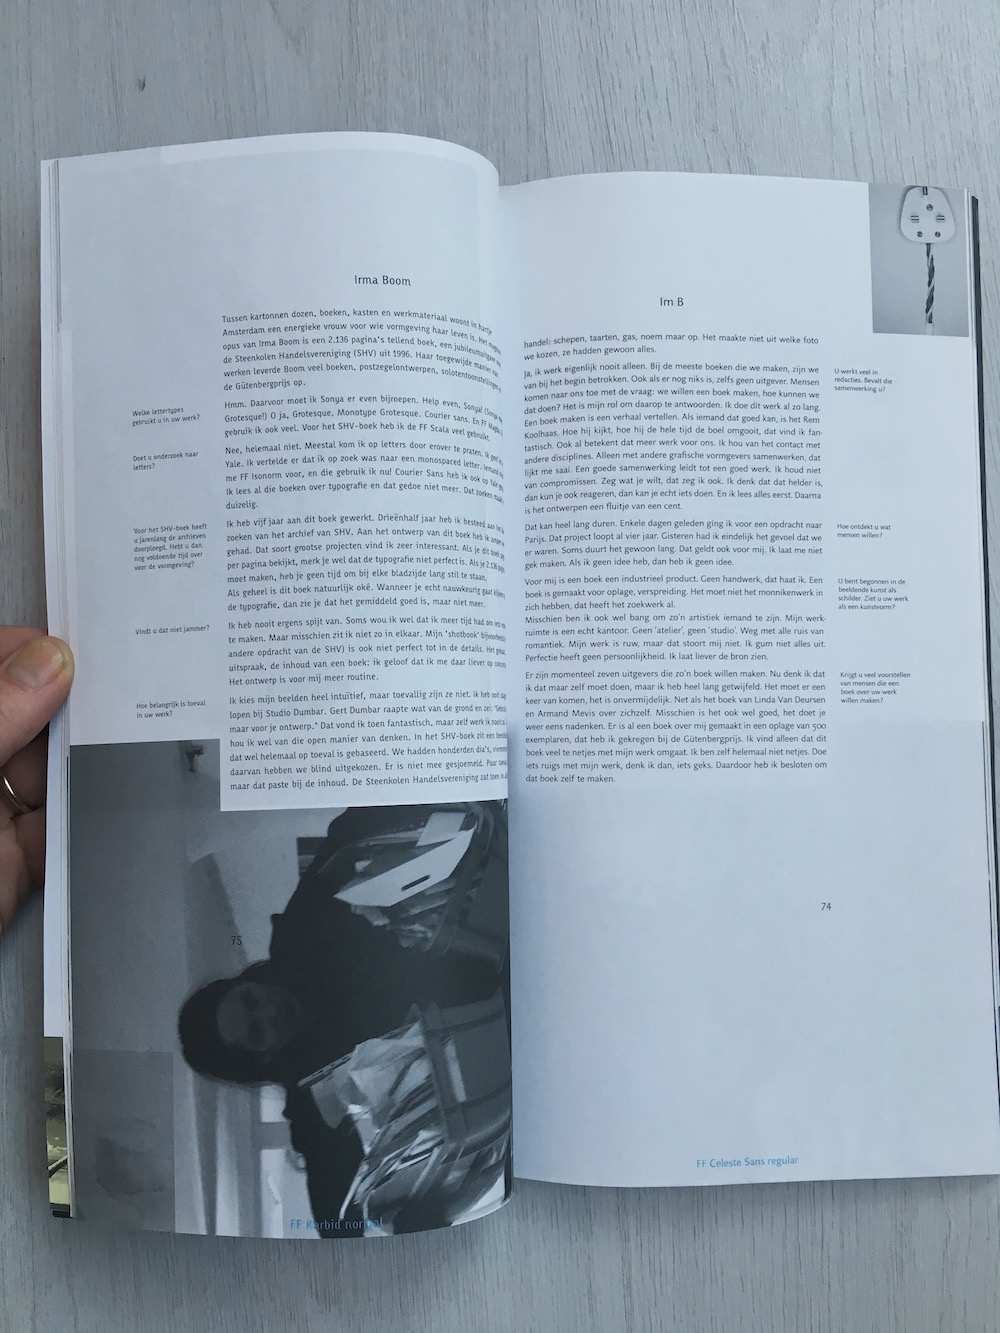 Irma Boom
Tussen kartonnen dozen, boeken, kasten en werkmateriaal woont in hartje
Amsterdam een energieke vrouw voor wie vormgeving haar leven is. Het magnum
opus van Irma Boom is een 2.136 pagina's tellend boek, een jubileumuitgave van
de Steenkolen Handelsvereniging (SHV) uit 1996. Haar toegewijde manier van
werken leverde Boom veel boeken, postzegelontwerpen, solotentoonstellingen en
de Gütenbergprijs op.
Welke lettertypes
gebruikt u in uw werk?
Hmm. Daarvoor moet ik Sonya er even bijroepen. Help even, Sonya! (Sonya:
Grotesque!) O ja, Grotesque. Monotype Grotesque. Courier sans. En FF
gebruik ik ook veel. Voor het SHV-boek heb ik de FF Scala veel gebruikt.
Doet u onderzoek naar
letters?
Nee, helemaal niet. Meestal kom ik op letters door erover te praten. Ik
Yale. Ik vertelde er dat ik op zoek was naar een monospaced letter. Iemand
me FF Isonorm voor, en die gebruik ik nu! Courier Sans heb ik ook op Yale
Ik lees al die boeken over typografie en dat gedoe niet meer. Dat zoeken maakt
duizelig.
Voor het SHV-boek heeft
u jarenlang de archieven
doorploegd. Hebt u dan
nog voldoende tijd over
voor de vormgeving?
Ik heb vijf jaar aan dit boek gewerkt. Drieënhalf jaar heb ik besteed aan het
zoeken van het archief van SHV. Aan het ontwerp van dit boek heb ik
gehad. Dat soort grootse projecten vind ik zeer interessant. Als je dit boek op
per pagina bekijkt, merk je wel dat de typografie niet perfect is. Als je 2.136
moet maken, heb je geen tijd om bij elke bladzijde lang stil te staan.
Als geheel is dit boek natuurlijk oké. Wanneer je echt nauwkeurig gaat kijken
de typografie, dan zie je dat het gemiddeld goed is, maar niet meer.
Vindt u dat niet jammer?
Ik heb nooit ergens spijt van. Soms wou ik wel dat ik meer tijd had om iets
te maken. Maar misschien zit ik niet zo in elkaar. Mijn 'shotbook' bijvoorbeeld
andere opdracht van de SHV) is ook niet perfect tot in de details. Het
uitspraak, de inhoud van een boek: ik geloof dat ik me daar liever op
Het ontwerp is voor mij meer routine.
Hoe belangrijk is toeval
in uw werk?
Ik kies mijn beelden heel intuïtief, maar toevallig zijn ze niet. Ik heb ooit
lopen bij Studio Dumbar. Gert Dumbar raapte wat van de grond en zei:
maar voor je ontwerp.' Dat vond ik toen fantastisch, maar zelf werk ik nooit
hou ik wel van die open manier van denken. In het SHV-boek zit een
dat wel helemaal op toeval is gebaseerd. We hadden honderden dia's,
daarvan hebben we blind uitgekozen. Er is niet mee gesjoemeld. Puur
maar dat paste bij de inhoud. De Steenkolen Handelsvereniging zat toen in
75
FF Karbid normal
Im B
handel: schepen, taarten, gas, noem maar op. Het maakte niet uit welke foto
we kozen, ze hadden gewoon alles.
U werkt veel in
redacties. Bevalt die
samenwerking u?
Ja, ik werk eigenlijk nooit alleen. Bij de meeste boeken die we maken, zijn we
van bij het begin betrokken. Ook als er nog niks is, zelfs geen uitgever. Mensen
komen naar ons toe met de vraag: we willen een boek maken, hoe kunnen we
dat doen? Het is mijn rol om daarop te antwoorden. Ik doe dit werk al zo lang.
Een boek maken is een verhaal vertellen. Als iemand dat goed kan, is het Rem
Koolhaas. Hoe hij kijkt, hoe hij de hele tijd de boel omgooit, dat vind ik fan-
tastisch. Ook al betekent dat meer werk voor ons. Ik hou van het contact met
andere disciplines. Alleen met andere grafische vormgevers samenwerken, dat
lijkt me saai. Een goede samenwerking leidt tot een goed werk. Ik houd niet
van compromissen. Zeg wat je wilt, dat zeg ik ook. Ik denk dat dat helder is,
dan kun je ook reageren, dan kan je echt iets doen. En ik lees alles eerst. Daarna
is het ontwerpen een fluitje van een cent.
Hoe ontdekt u wat
mensen willen?
Dat kan heel lang duren. Enkele dagen geleden ging ik voor een opdracht naar
Parijs. Dat project loopt al vier jaar. Gisteren had ik eindelijk het gevoel dat we
er waren. Soms duurt het gewoon lang. Dat geldt ook voor mij. Ik laat me niet
gek maken. Als ik geen idee heb, dan heb ik geen idee.
U bent begonnen in de
beeldende kunst als
schilder. Ziet u uw werk
als een kunstvorm?
Voor mij is een boek een industrieel product. Geen handwerk, dat haat ik. Een
boek is gemaakt voor oplage, verspreiding. Het moet niet het monnikenwerk in
zich hebben, dat heeft het zoekwerk al.
Misschien ben ik ook wel bang om zo'n artistiek iemand te zijn. Mijn werk-
ruimte is een echt kantoor. Geen 'atelier', geen 'studio'. Weg met alle ruis van
romantiek. Mijn werk is ruw, maar dat stoort mij niet. Ik gum niet alles uit.
Perfectie heeft geen persoonlijkheid. Ik laat liever de bron zien.
Krijgt u veel voorstellen
van mensen die een
boek over uw werk
willen maken?
Er zijn momenteel zeven uitgevers die zo'n boek willen maken. Nu denk ik dat
ik dat maar zelf moet doen, maar ik heb heel lang getwijfeld. Het moet er een
keer van komen, het is onvermijdelijk. Net als het boek van Linda Van Deursen
en Armand Mevis over zichzelf. Misschien is het ook wel goed, het doet je
weer eens nadenken. Er is al een boek over mij gemaakt in een oplage van 500
exemplaren, dat heb ik gekregen bij de Gütenbergprijs. Ik vind alleen dat dit
boek veel te netjes met mijn werk omgaat. Ik ben zelf helemaal niet netjes. Doe
iets ruigs met mijn werk, denk ik dan, iets geks. Daardoor heb ik besloten om
dat boek zelf te maken.
74
FF Celeste Sans regular